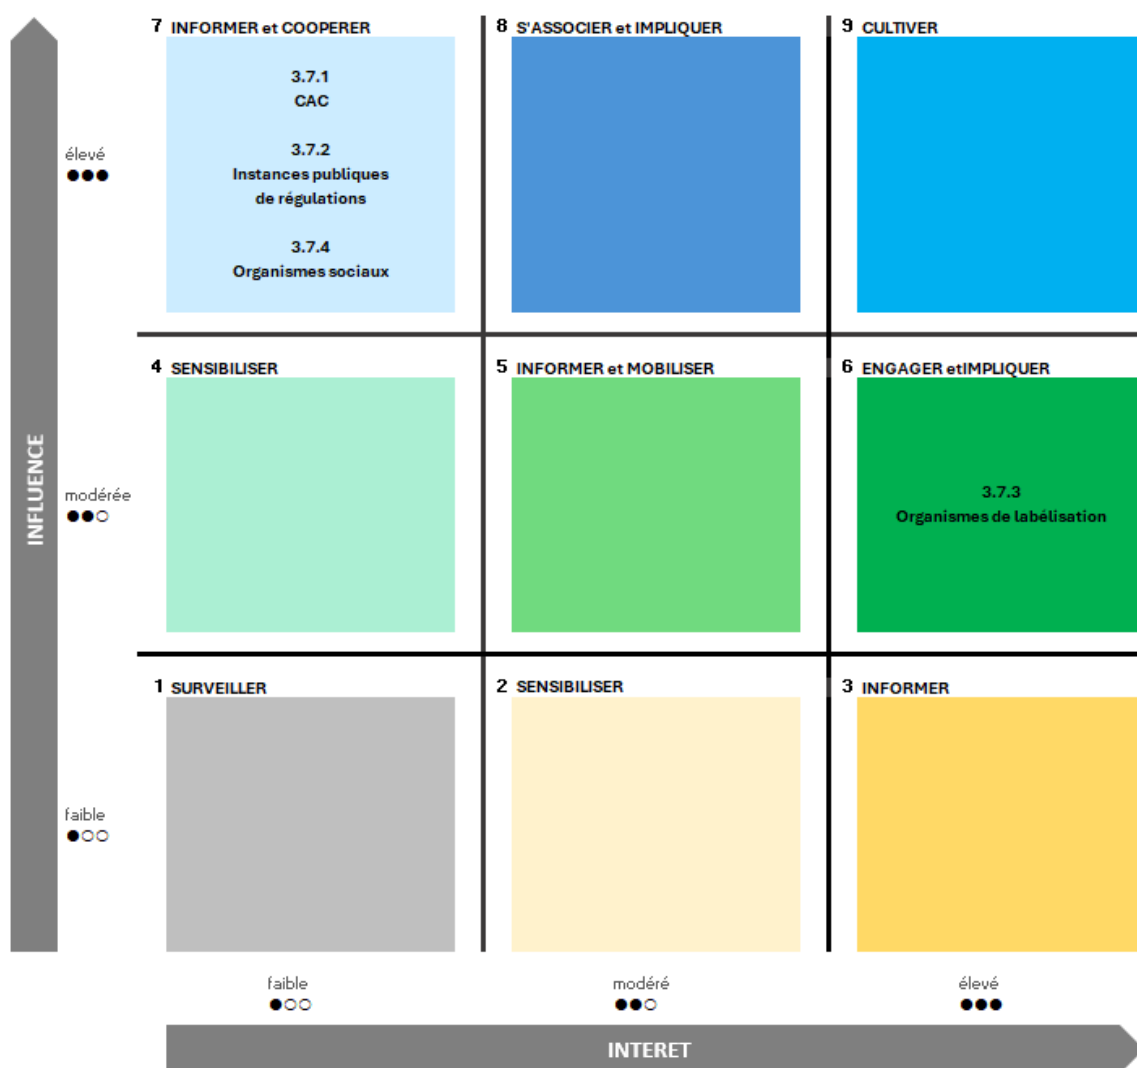 7 INFORMER et COOPERER
8 S'ASSOCIER et IMPLIQUER
9 CULTIVER
3.7.1
CAC
3.7.2
Instances publiques
de régulations
3.7.4
Organismes sociaux
élevé
4 SENSIBILISER
5 INFORMER et MOBILISER
6 ENGAGER etIMPLIQUER
3.7.3
Organismes de labélisation
modérée
INFLUENCE
1 SURVEILLER
2 SENSIBILISER
3 INFORMER
faible
faible
modéré
élevé
INTERET